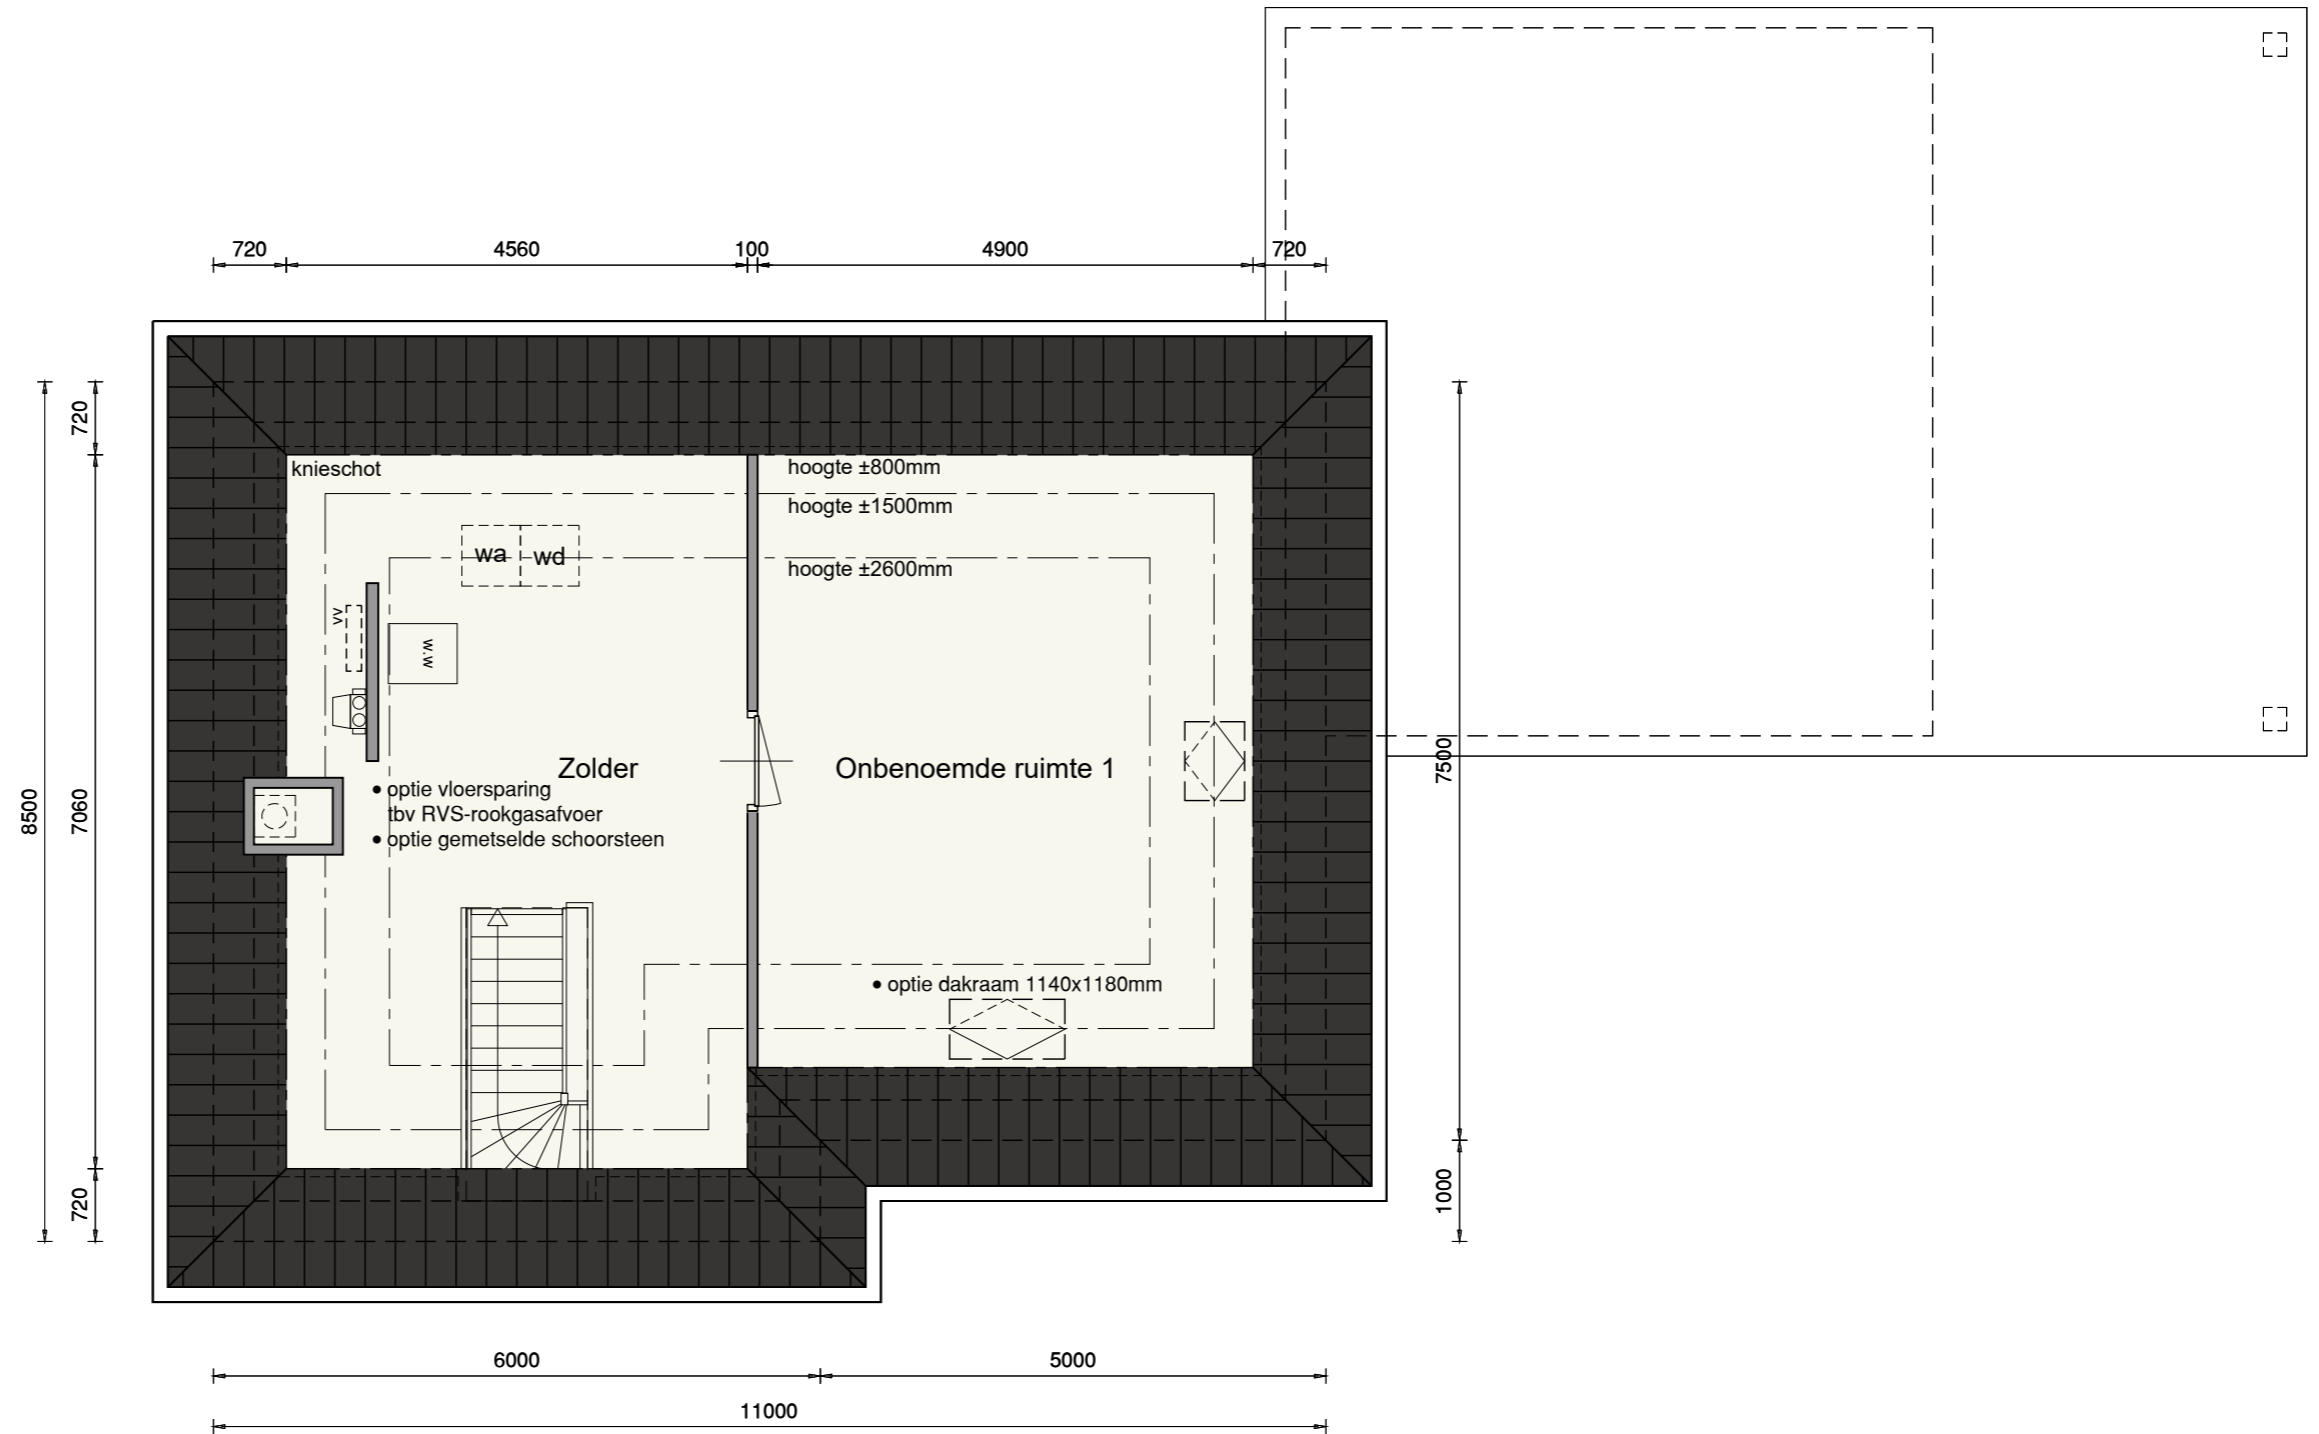 720
4560
100
4900
720
720
knieschot
hoogte ±800mm
hoogte ±1500mm
wa
wd
hoogte ±2600mm
vv
w.w
8500
7060
7500
Zolder
Onbenoemde ruimte 1
• optie vloersparing
tbv RVS-rookgasafvoer
• optie gemetselde schoorsteen
• optie dakraam 1140x1180mm
720
1000
6000
5000
11000